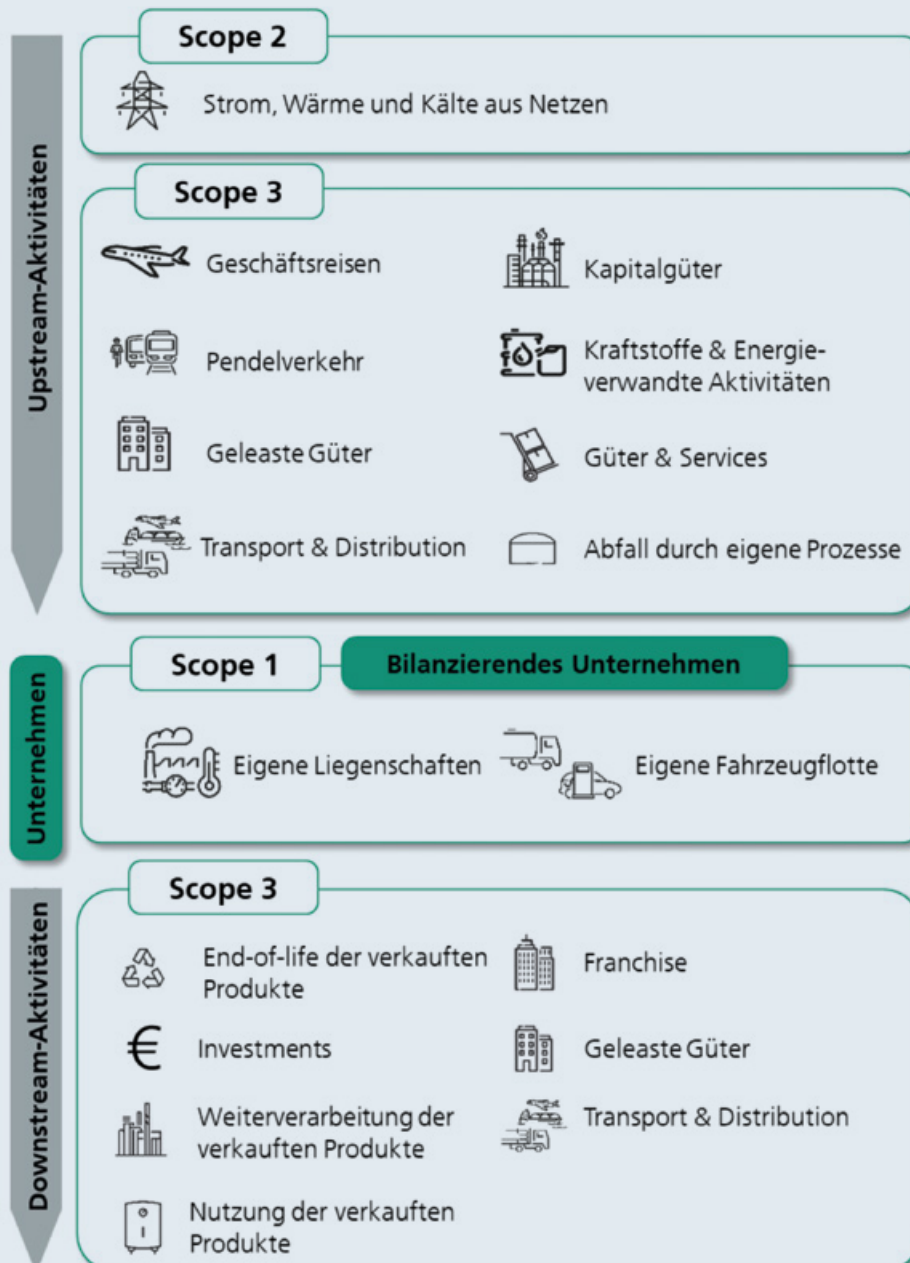 Upstream-Aktivitäten
Scope 2
Strom, Wärme und Kälte aus Netzen
Scope 3
Geschäftsreisen
Kapitalgüter
Pendelverkehr
Kraftstoffe & Energie-
verwandte Aktivitäten
Geleaste Güter
Güter & Services
Transport & Distribution
Abfall durch eigene Prozesse
Unternehmen
Scope 1
Bilanzierendes Unternehmen
Eigene Liegenschaften
Eigene Fahrzeugflotte
Downstream-Aktivitäten
Scope 3
End-of-life der verkauften
Produkte
Franchise
€
Investments
Geleaste Güter
Weiterverarbeitung der
verkauften Produkte
Transport & Distribution
Nutzung der verkauften
Produkte